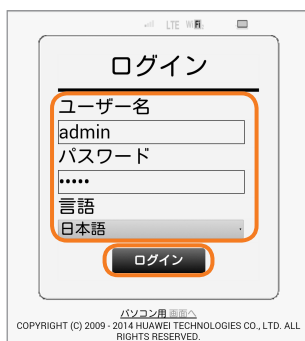 LTE WiFi
ログイン
ユーザー名
admin
パスワード
•••••
言語
日本語
ログイン
パソコン用 画面へ
COPYRIGHT (C) 2009 - 2014 HUAWEI TECHNOLOGIES CO., LTD. ALL
RIGHTS RESERVED.